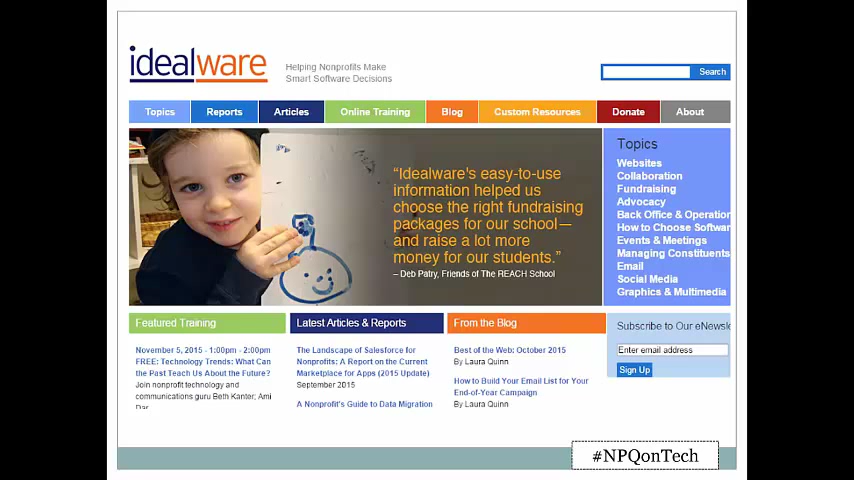 idealware
Helping Nonprofits Make
Smart Software Decisions
Search
Topics
Reports
Articles
Online Training
Blog
Custom Resources
Donate
About
“Idealware's easy-to-use
information helped us
choose the right fundraising
packages for our school—
and raise a lot more
money for our students.”
– Deb Patry, Friends of The REACH School
Topics
Websites
Collaboration
Fundraising
Advocacy
Back Office & Operation
How to Choose Softwar
Events & Meetings
Managing Constituents
Email
Social Media
Graphics & Multimedia
Featured Training
November 5, 2015 - 1:00pm - 2:00pm
FREE: Technology Trends: What Can
the Past Teach Us About the Future?
Join nonprofit technology and
communications guru Beth Kanter; Ami
Dar
Latest Articles & Reports
The Landscape of Salesforce for
Nonprofits: A Report on the Current
Marketplace for Apps (2015 Update)
September 2015
A Nonprofit's Guide to Data Migration
From the Blog
Best of the Web: October 2015
By Laura Quinn
How to Build Your Email List for Your
End-of-Year Campaign
By Laura Quinn
Subscribe to Our eNewsle
Enter email address
Sign Up
#NPQonTech